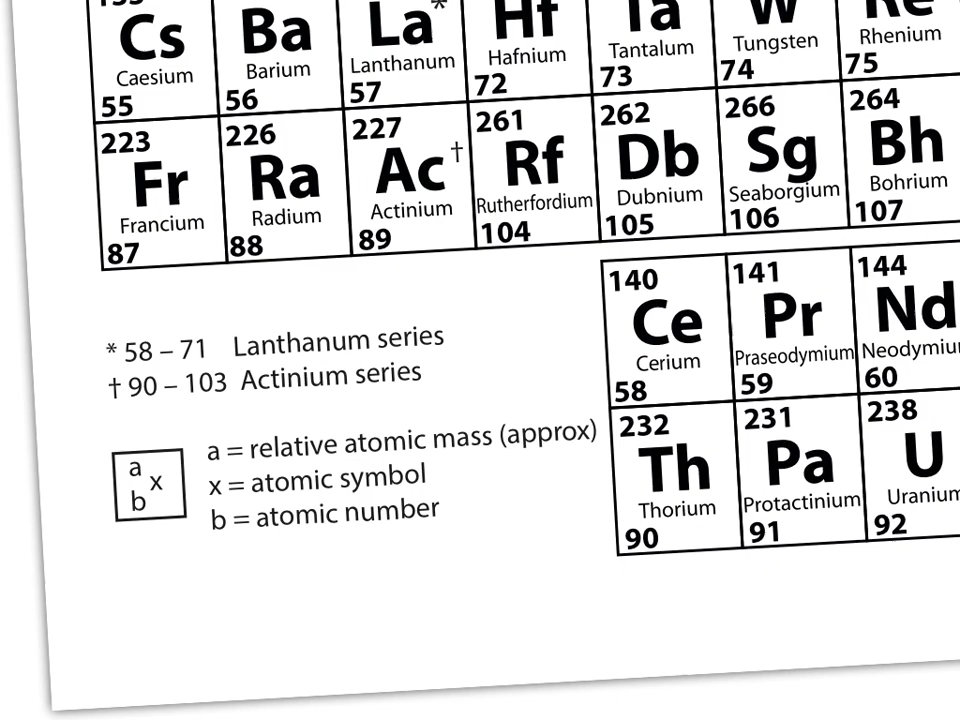 Cs Ba La* Hf Ta W Re
Caesium Barium Lanthanum Hafnium Tantalum Tungsten Rhenium
55 56 57 72 73 74 75
223 226 227 261 262 266 264
Fr Ra Ac† Rf Db Sg Bh
Francium Radium Actinium Rutherfordium Dubnium Seaborgium Bohrium
87 88 89 104 105 106 107
140 141 144
Ce Pr Nd
Cerium Praseodymium Neodymiu
58 59 60
232 231 238
Th Pa U
Thorium Protactinium Uranium
90 91 92
* 58 – 71 Lanthanum series
† 90 – 103 Actinium series
a x b
a = relative atomic mass (approx)
x = atomic symbol
b = atomic number